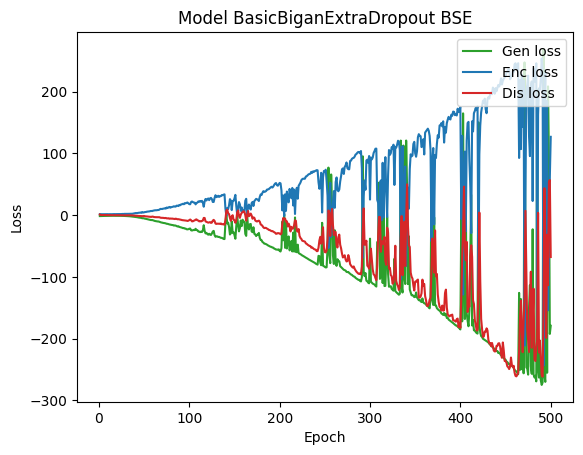 Model BasicBiganExtraDropout BSE
Gen loss
Enc loss
Dis loss
Loss
200
100
0
−100
−200
−300
0 100 200 300 400 500
Epoch